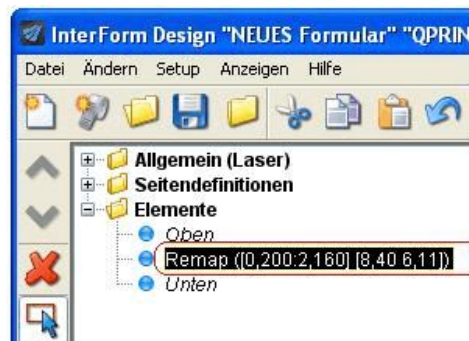 InterForm Design "NEUES Formular" "QPRIN
Datei Ändern Setup Anzeigen Hilfe
Allgemein (Laser)
Seitendefinitionen
Elemente
Oben
Remap ([0,200:2,160] [8,40 6,11])
Unten